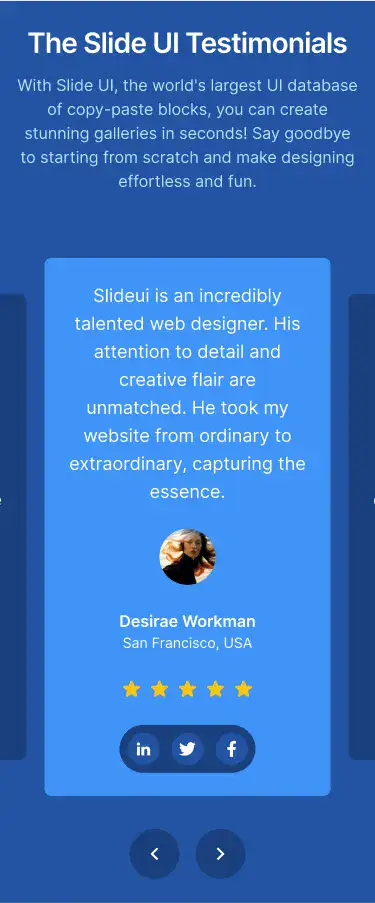 The Slide UI Testimonials
With Slide UI, the world's largest UI database
of copy-paste blocks, you can create
stunning galleries in seconds! Say goodbye
to starting from scratch and make designing
effortless and fun.
Slideui is an incredibly
talented web designer. His
attention to detail and
creative flair are
unmatched. He took my
website from ordinary to
extraordinary, capturing the
essence.
Desirae Workman
San Francisco, USA
in
f